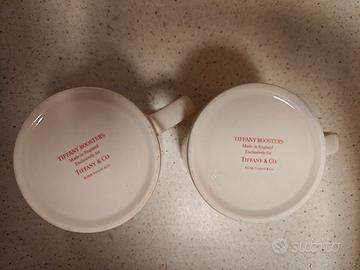 TIFFANY ROOSTERS
Made in England
Exclusively for
TIFFANY & CO
TIFFANY ROOSTERS
Made in England
Exclusively for
TIFFANY & CO
SUBITO